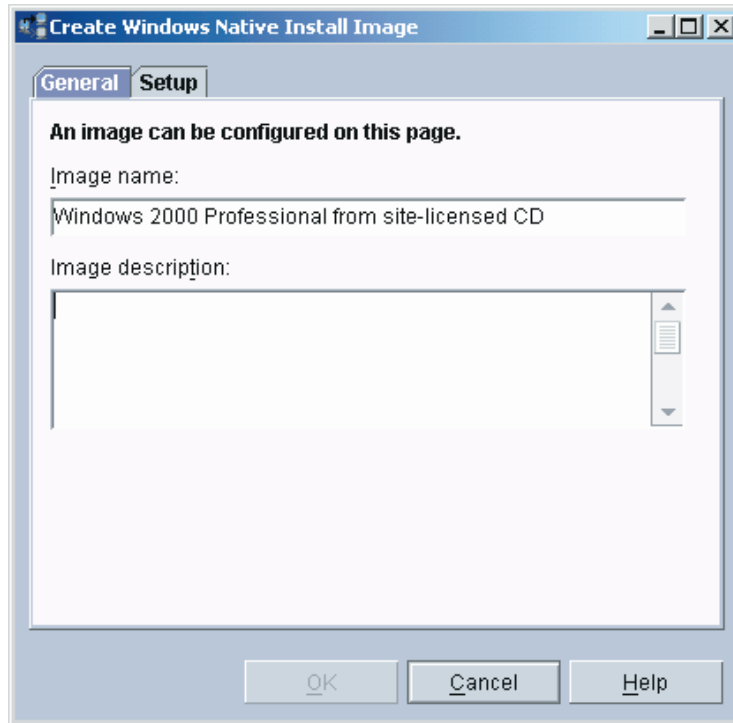 Create Windows Native Install Image
General Setup
An image can be configured on this page.
Image name:
Windows 2000 Professional from site-licensed CD
Image description:
OK Cancel Help